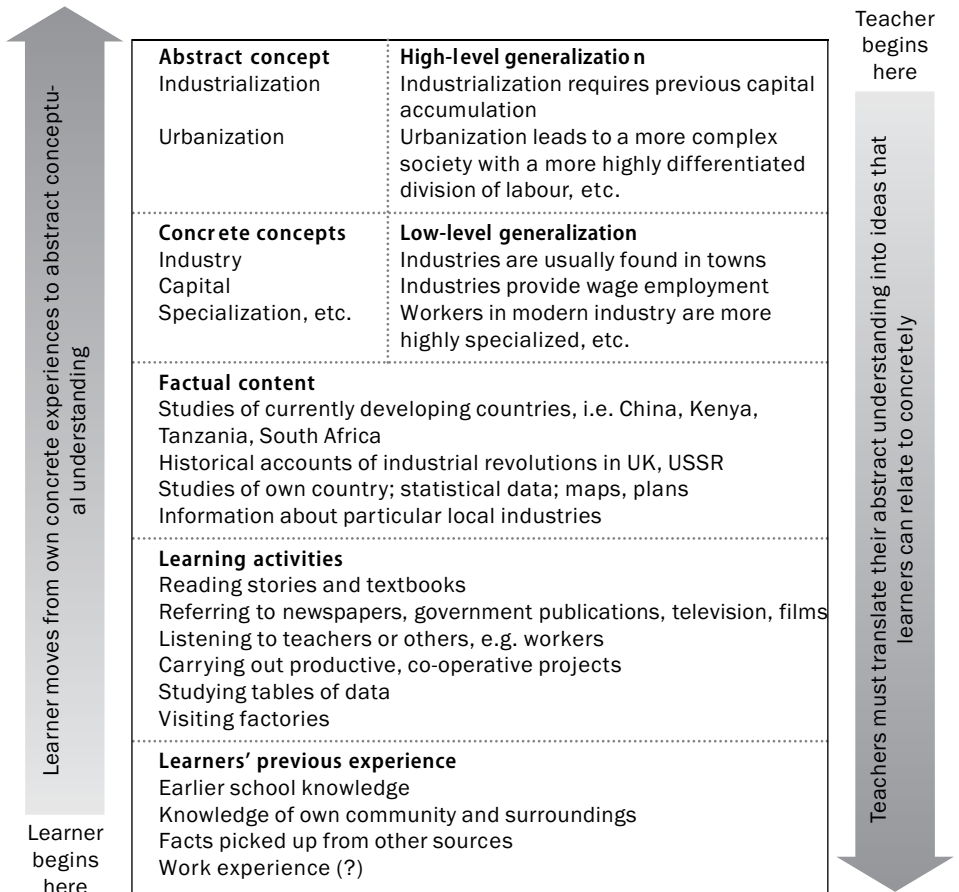 Learner moves from own concrete experiences to abstract conceptu-
al understanding
Learner
begins
here
Abstract concept
High-level generalization
Industrialization
Industrialization requires previous capital
accumulation
Urbanization
Urbanization leads to a more complex
society with a more highly differentiated
division of labour, etc.
Concrete concepts
Low-level generalization
Industry
Industries are usually found in towns
Capital
Industries provide wage employment
Specialization, etc.
Workers in modern industry are more
highly specialized, etc.
Factual content
Studies of currently developing countries, i.e. China, Kenya,
Tanzania, South Africa
Historical accounts of industrial revolutions in UK, USSR
Studies of own country; statistical data; maps, plans
Information about particular local industries
Learning activities
Reading stories and textbooks
Referring to newspapers, government publications, television, films
Listening to teachers or others, e.g. workers
Carrying out productive, co-operative projects
Studying tables of data
Visiting factories
Learners' previous experience
Earlier school knowledge
Knowledge of own community and surroundings
Facts picked up from other sources
Work experience (?)
Teacher
begins
here
Teachers must translate their abstract understanding into ideas that
learners can relate to concretely